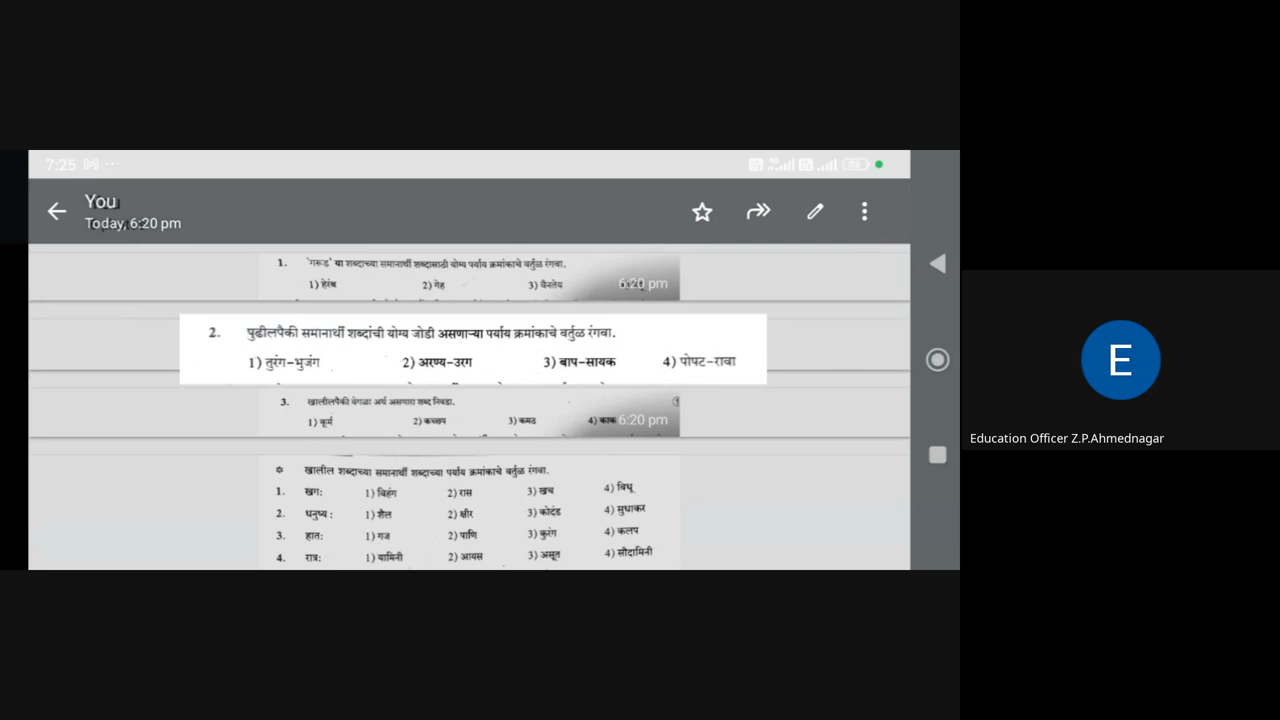 7:25
You
Today, 6:20 pm
1. 'गरूड' या शब्दाच्या समानार्थी शब्दासाठी योग्य पर्याय क्रमांकाचे वर्तुळ रंगवा.
1) हेरंब 2) गेह 3) वैनतेय
6:20 pm
2. पुढीलपैकी समानार्थी शब्दांची योग्य जोडी असणाऱ्या पर्याय क्रमांकाचे वर्तुळ रंगवा.
1) तुरंग-भुजंग 2) अरण्य-उरग 3) बाप-सायक 4) पोपट-रावा
3. खालीलपैकी वेगळा अर्थ असणारा शब्द निवडा.
1) कूर्म 2) कच्छप 3) कमठ 4) काक 6:20 pm
खालील शब्दाच्या समानार्थी शब्दाच्या पर्याय क्रमांकाचे वर्तुळ रंगवा.
1. खग: 1) विहंग 2) रास 3) खच 4) विधू
2. धनुष्य : 1) शैल 2) क्षीर 3) कोदंड 4) सुधाकर
3. हात: 1) गज 2) पाणि 3) कुरंग 4) कलप
4. रात्र: 1) यामिनी 2) आयस 3) असूत 4) सौदामिनी
E
Education Officer Z.P.Ahmednagar